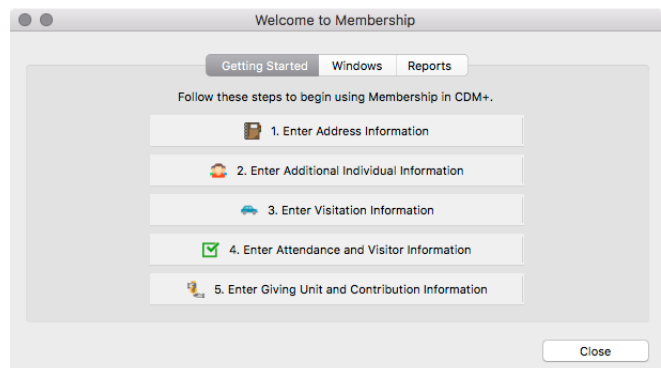 Welcome to Membership
Getting Started Windows Reports
Follow these steps to begin using Membership in CDM+.
1. Enter Address Information
2. Enter Additional Individual Information
3. Enter Visitation Information
4. Enter Attendance and Visitor Information
5. Enter Giving Unit and Contribution Information
Close